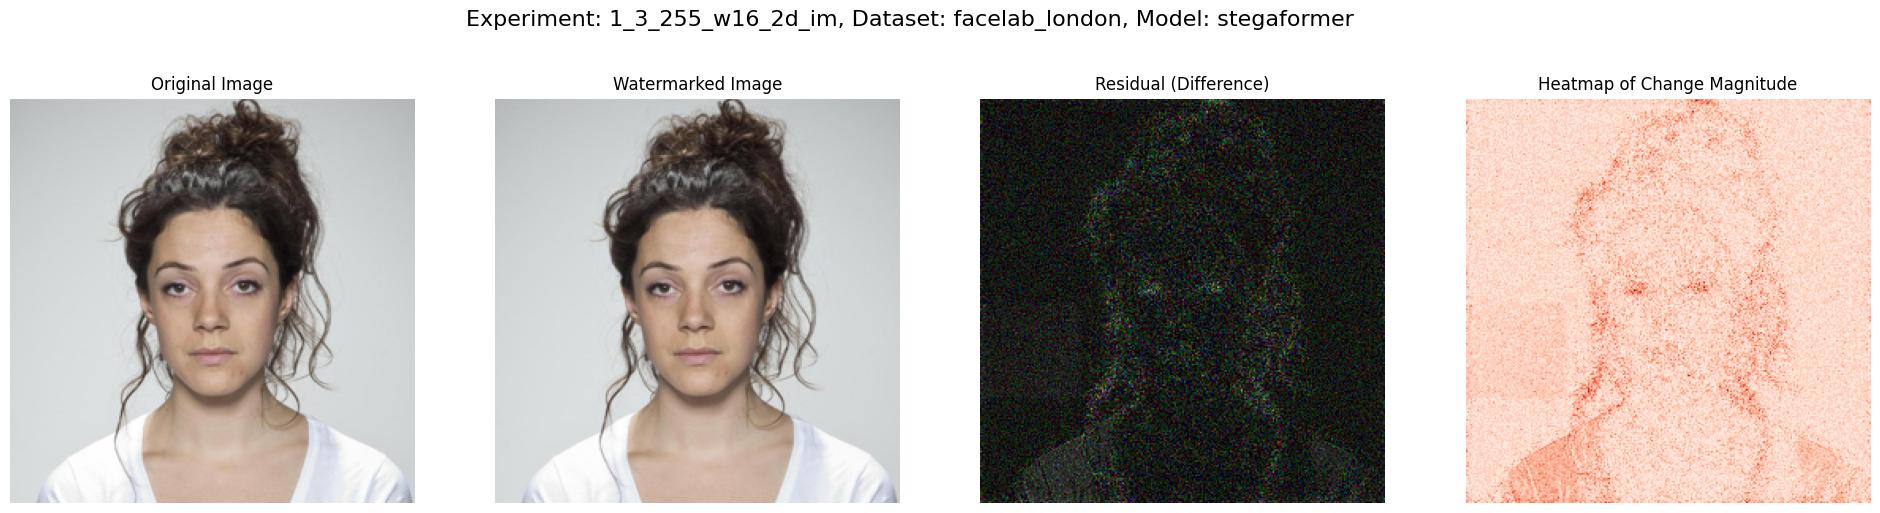 Experiment: 1_3_255_w16_2d_im, Dataset: facelab_london, Model: stegaformer
Original Image
Watermarked Image
Residual (Difference)
Heatmap of Change Magnitude